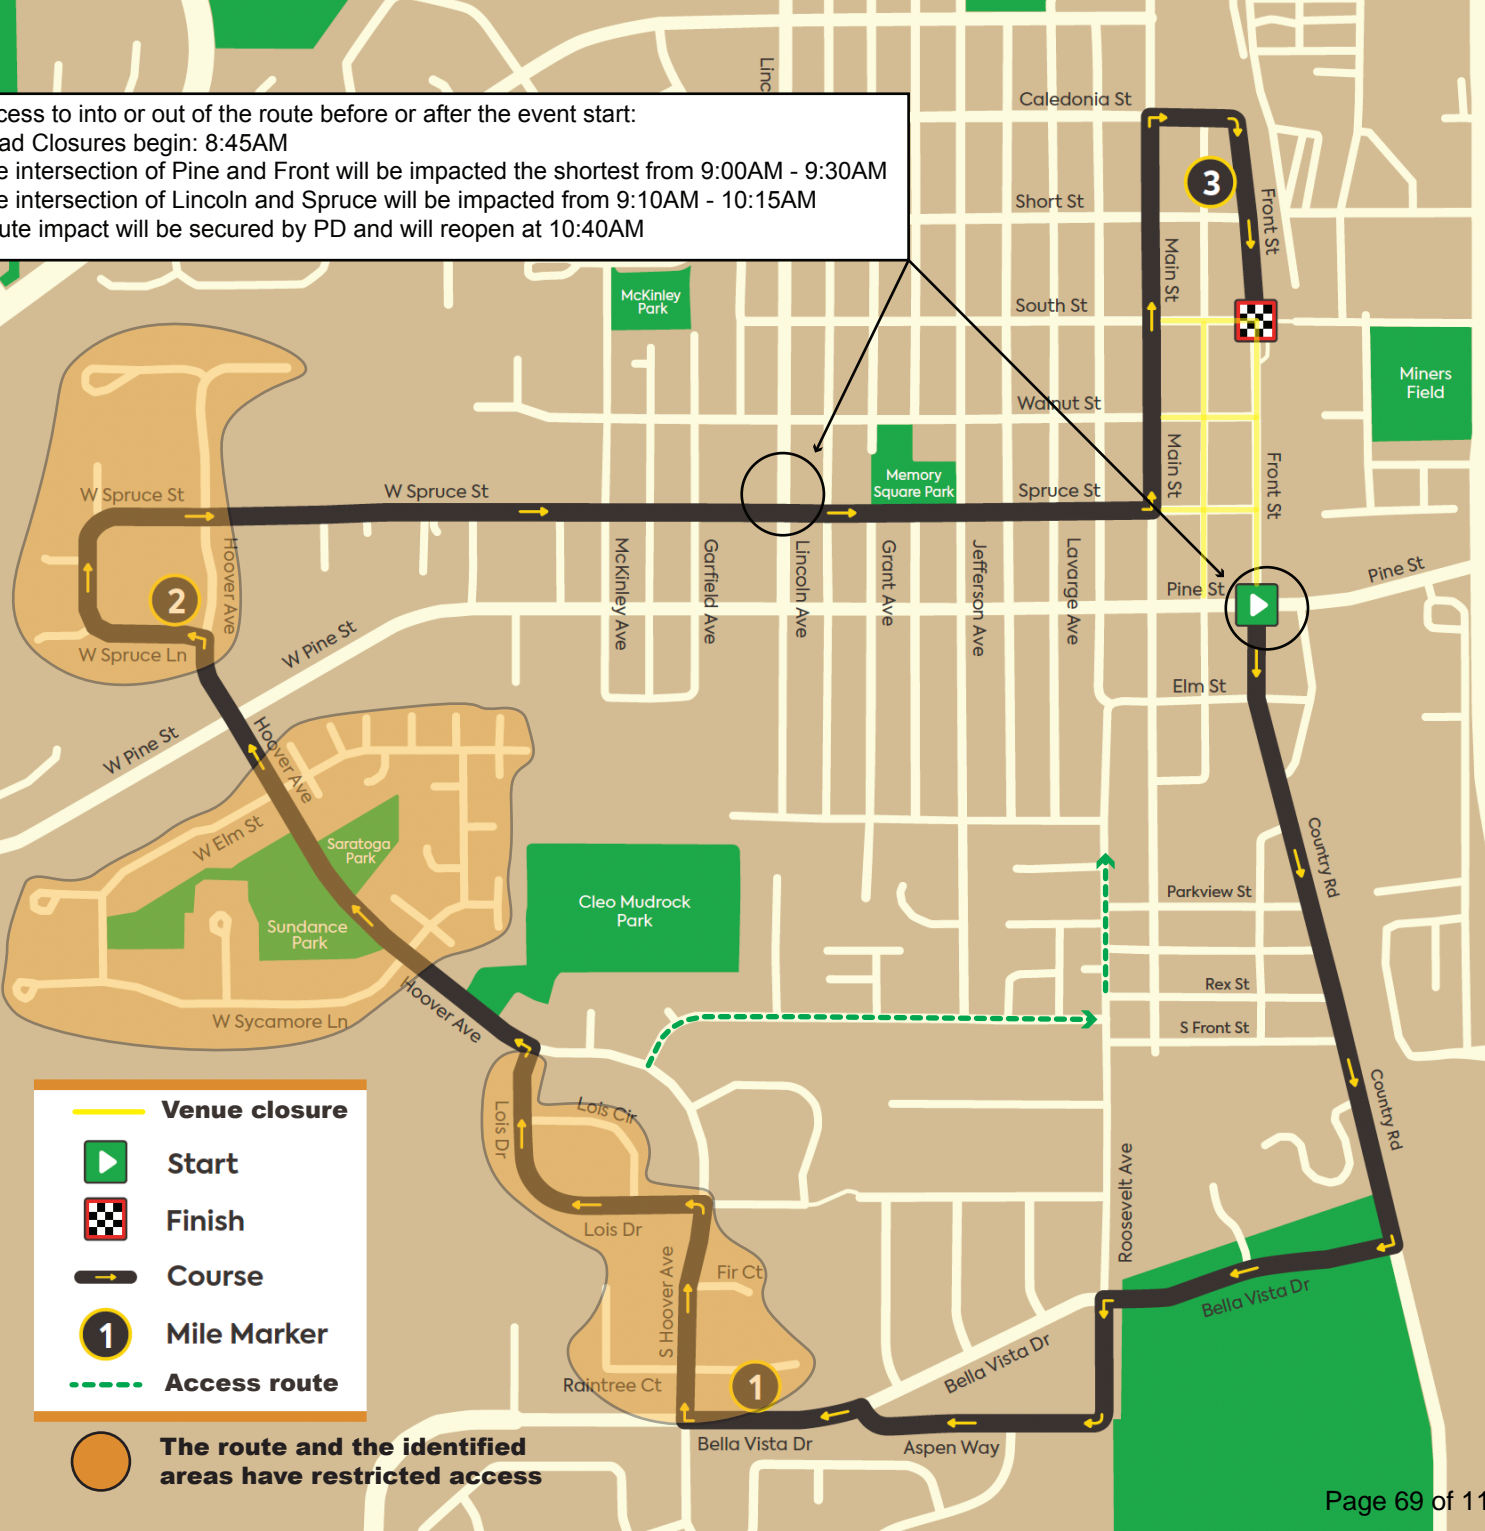 Linc
cess to into or out of the route before or after the event start:
ad Closures begin: 8:45AM
e intersection of Pine and Front will be impacted the shortest from 9:00AM - 9:30AM
e intersection of Lincoln and Spruce will be impacted from 9:10AM - 10:15AM
ute impact will be secured by PD and will reopen at 10:40AM
Caledonia St
3
Short St
Front St
Main St
McKinley
Park
South St
Miners
Field
Walnut St
Main St
Front St
Memory
Square Park
W Spruce St
W Spruce St
Spruce St
Hoover Ave
McKinley Ave
Garfield Ave
Lincoln Ave
Grant Ave
Jefferson Ave
Lavarge Ave
Pine St
Pine St
2
W Spruce Ln
W Pine St
Elm St
W Pine St
Hoover Ave
W Elm St
Saratoga
Park
Country Rd
Parkview St
Cleo Mudrock
Park
Sundance
Park
Rex St
Hoover Ave
W Sycamore Ln
S Front St
Country Rd
Lois Dr
Lois Cir
Roosevelt Ave
Lois Dr
S Hoover Ave
Fir Ct
Bella Vista Dr
Bella Vista Dr
Raintree Ct
1
Bella Vista Dr
Aspen Way
Venue closure
Start
Finish
Course
1
Mile Marker
Access route
The route and the identified
areas have restricted access
Page 69 of 11